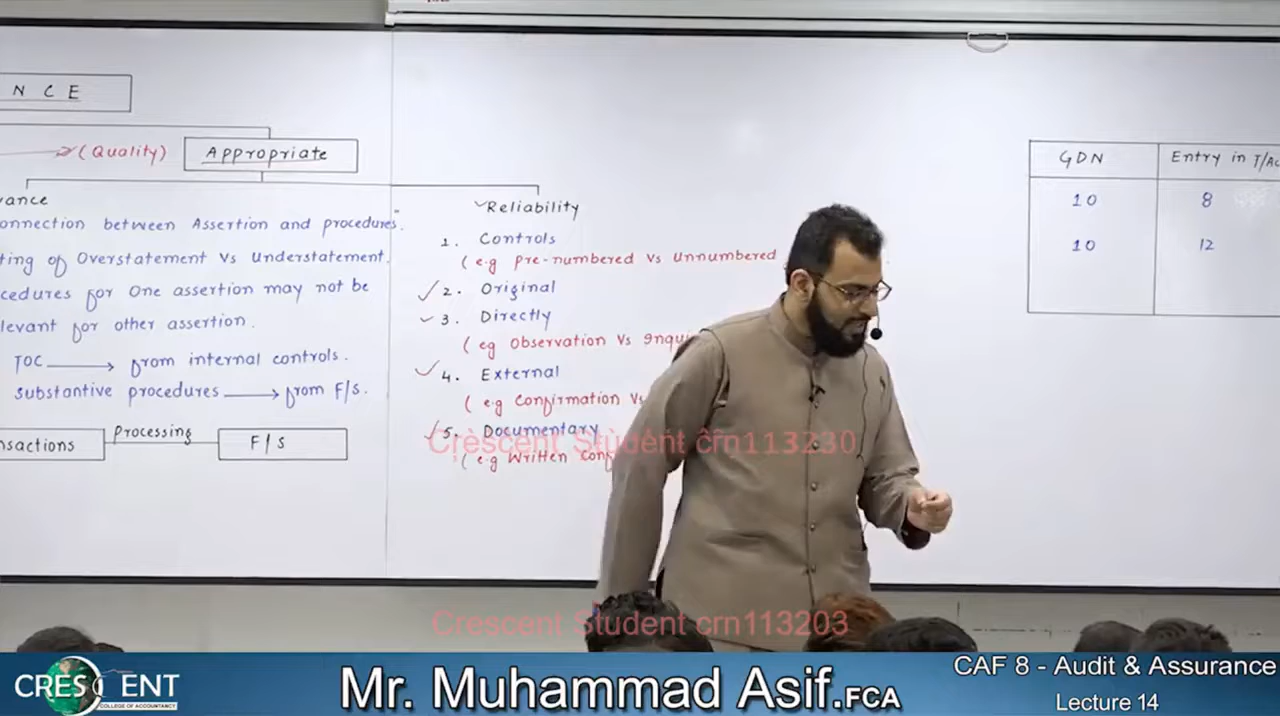 N C E
(Quality)
Appropriate
vance
onnection between Assertion and procedures".
ting of Overstatement Vs Understatement.
cedures for One assertion may not be
levant for other assertion.
TOC → from internal controls.
substantive procedures → from F/S.
nsactions
Processing
F/S
Reliability
1. Controls
(e.g pre-numbered vs unnumbered
2. Original
3. Directly
(eg Observation Vs
4. External
(e.g Confirmation
5. Documentary
(e.g Written
GDN Entry in T/Ac
10 8
10 12
Crescent Student crn113230
Crescent Student crn113203
CRESCENT
COLLEGE OF ACCOUNTANCY
Mr. Muhammad Asif.FCA
CAF 8 - Audit & Assurance
Lecture 14